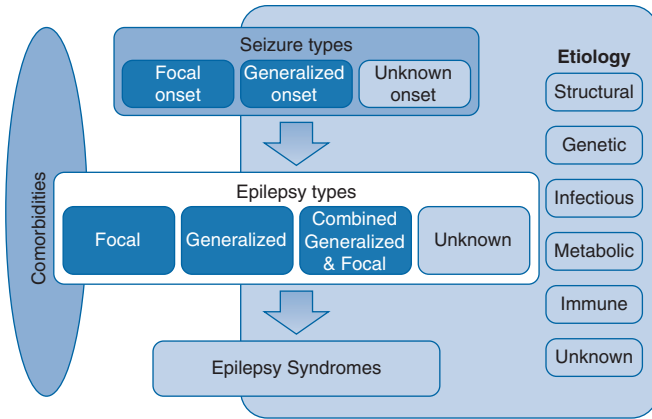 Seizure types
Focal
onset
Generalized
onset
Unknown
onset
Comorbidities
Epilepsy types
Focal
Generalized
Combined
Generalized
& Focal
Unknown
Epilepsy Syndromes
Etiology
Structural
Genetic
Infectious
Metabolic
Immune
Unknown